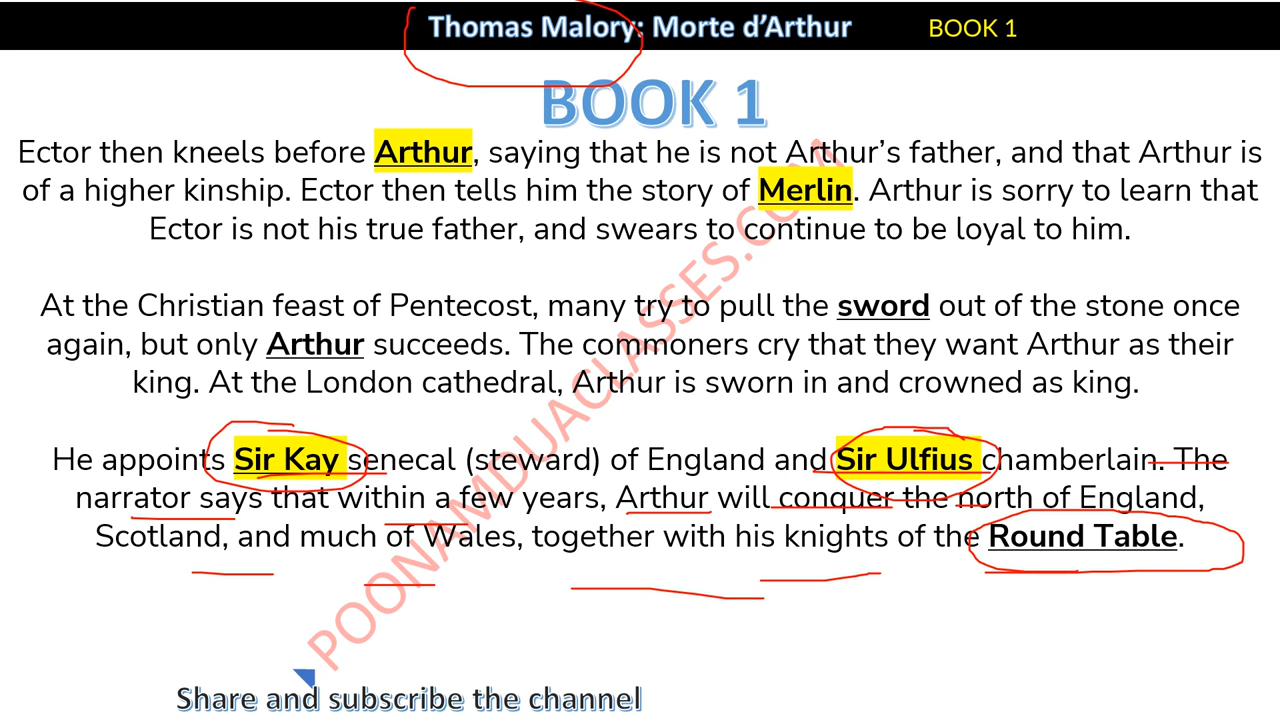 Thomas Malory: Morte d’Arthur BOOK 1
BOOK 1
Ector then kneels before Arthur, saying that he is not Arthur’s father, and that Arthur is
of a higher kinship. Ector then tells him the story of Merlin. Arthur is sorry to learn that
Ector is not his true father, and swears to continue to be loyal to him.
At the Christian feast of Pentecost, many try to pull the sword out of the stone once
again, but only Arthur succeeds. The commoners cry that they want Arthur as their
king. At the London cathedral, Arthur is sworn in and crowned as king.
He appoints Sir Kay senecal (steward) of England and Sir Ulfius chamberlain. The
narrator says that within a few years, Arthur will conquer the north of England,
Scotland, and much of Wales, together with his knights of the Round Table.
POONAMDUACLASSES.COM
Share and subscribe the channel